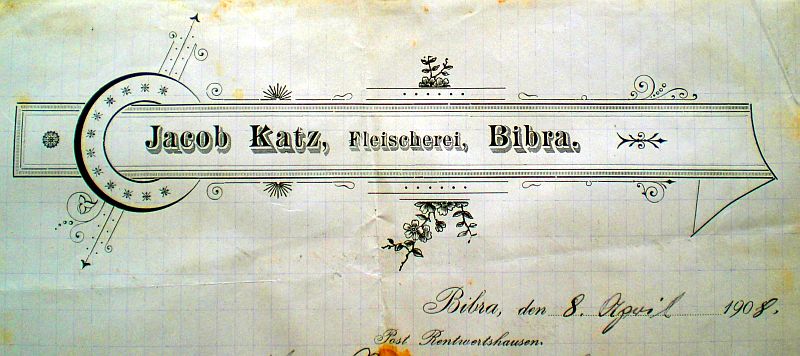 Jacob Katz, Fleischerei, Bibra.
Bibra, den 8. April 1908.
Post Rentwertshausen.